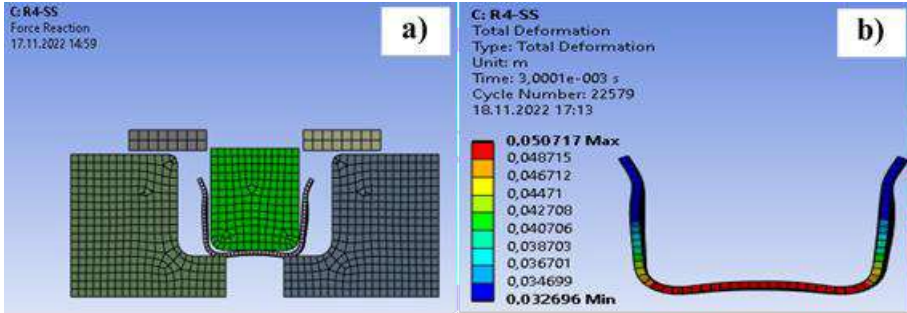 C: R4-SS
Force Reaction
17.11.2022 14:59
a)
C: R4-SS
Total Deformation
Type: Total Deformation
Unit: m
Time: 3,0001e-003 s
Cycle Number: 22579
18.11.2022 17:13
b)
0,050717 Max
0,048715
0,046712
0,04471
0,042708
0,040706
0,038703
0,036701
0,034699
0,032696 Min